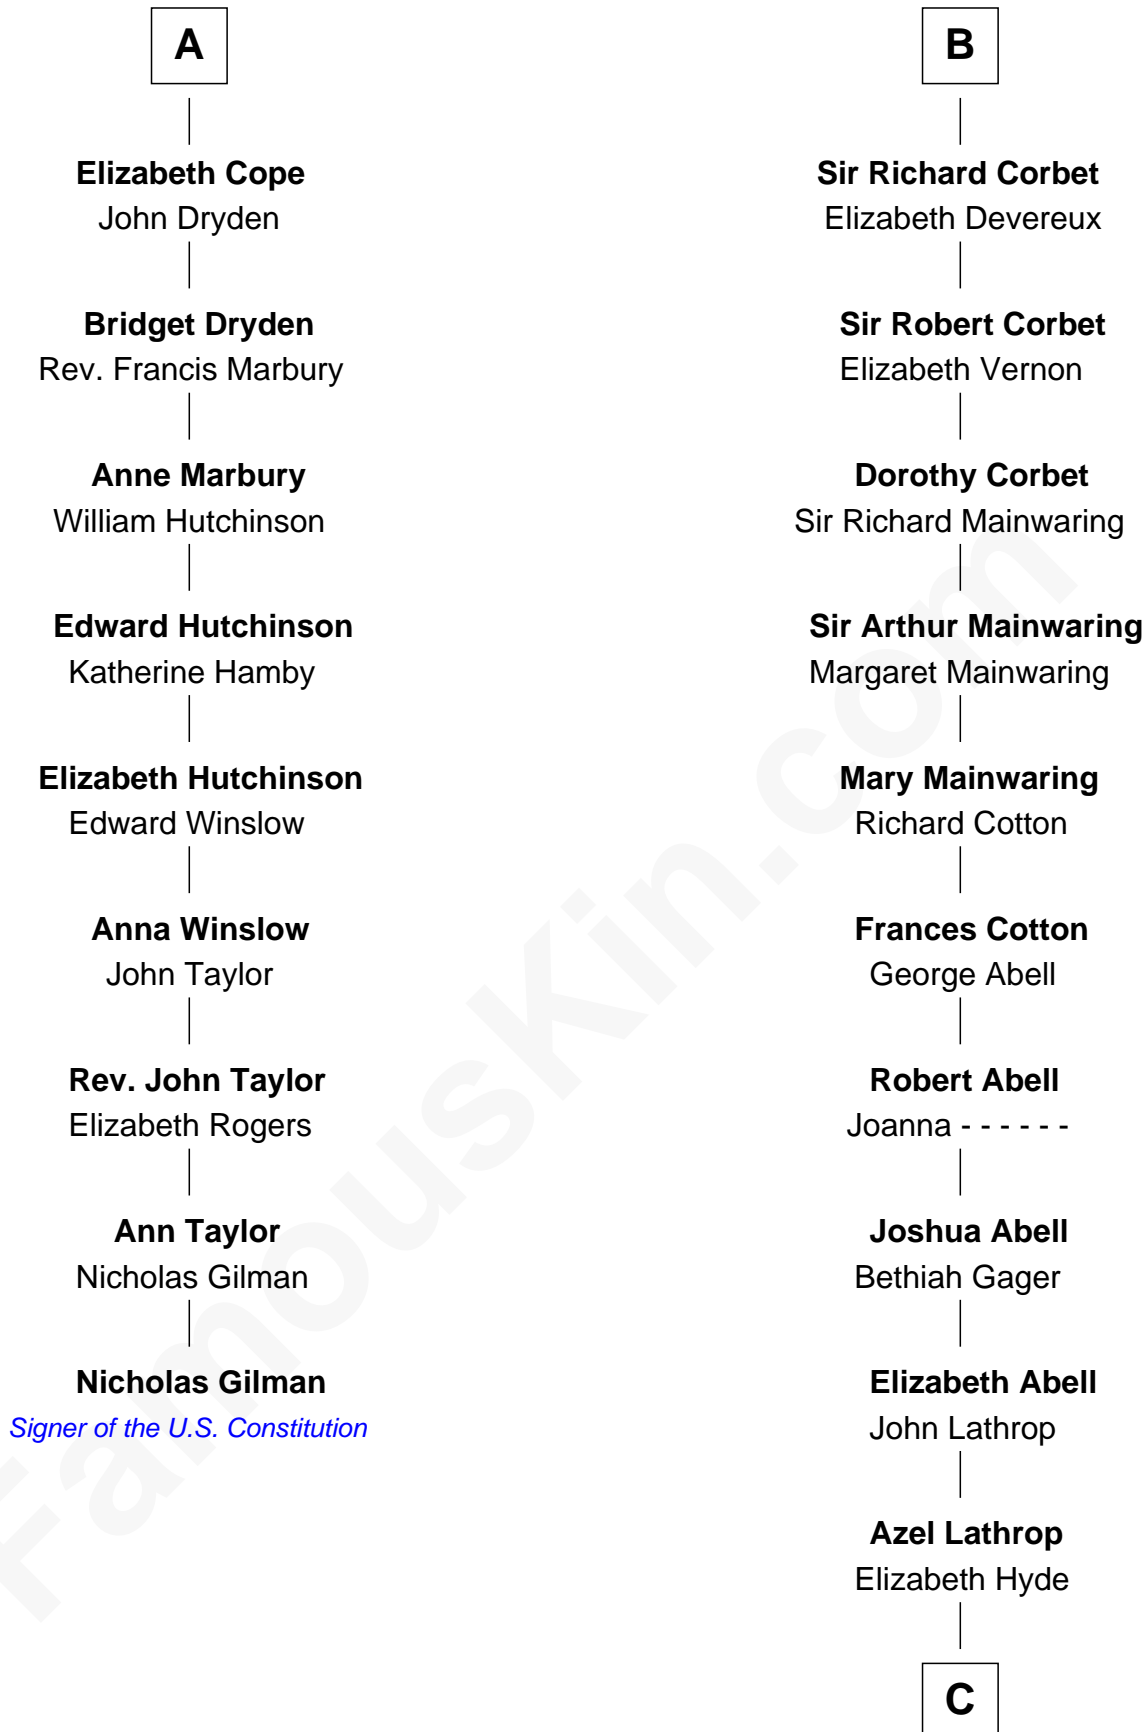 A
Elizabeth Cope
John Dryden
Bridget Dryden
Rev. Francis Marbury
Anne Marbury
William Hutchinson
Edward Hutchinson
Katherine Hamby
Elizabeth Hutchinson
Edward Winslow
Anna Winslow
John Taylor
Rev. John Taylor
Elizabeth Rogers
Ann Taylor
Nicholas Gilman
Nicholas Gilman
Signer of the U.S. Constitution
B
Sir Richard Corbet
Elizabeth Devereux
Sir Robert Corbet
Elizabeth Vernon
Dorothy Corbet
Sir Richard Mainwaring
Sir Arthur Mainwaring
Margaret Mainwaring
Mary Mainwaring
Richard Cotton
Frances Cotton
George Abell
Robert Abell
Joanna - - - - - -
Joshua Abell
Bethiah Gager
Elizabeth Abell
John Lathrop
Azel Lathrop
Elizabeth Hyde
C
FamousKin.com